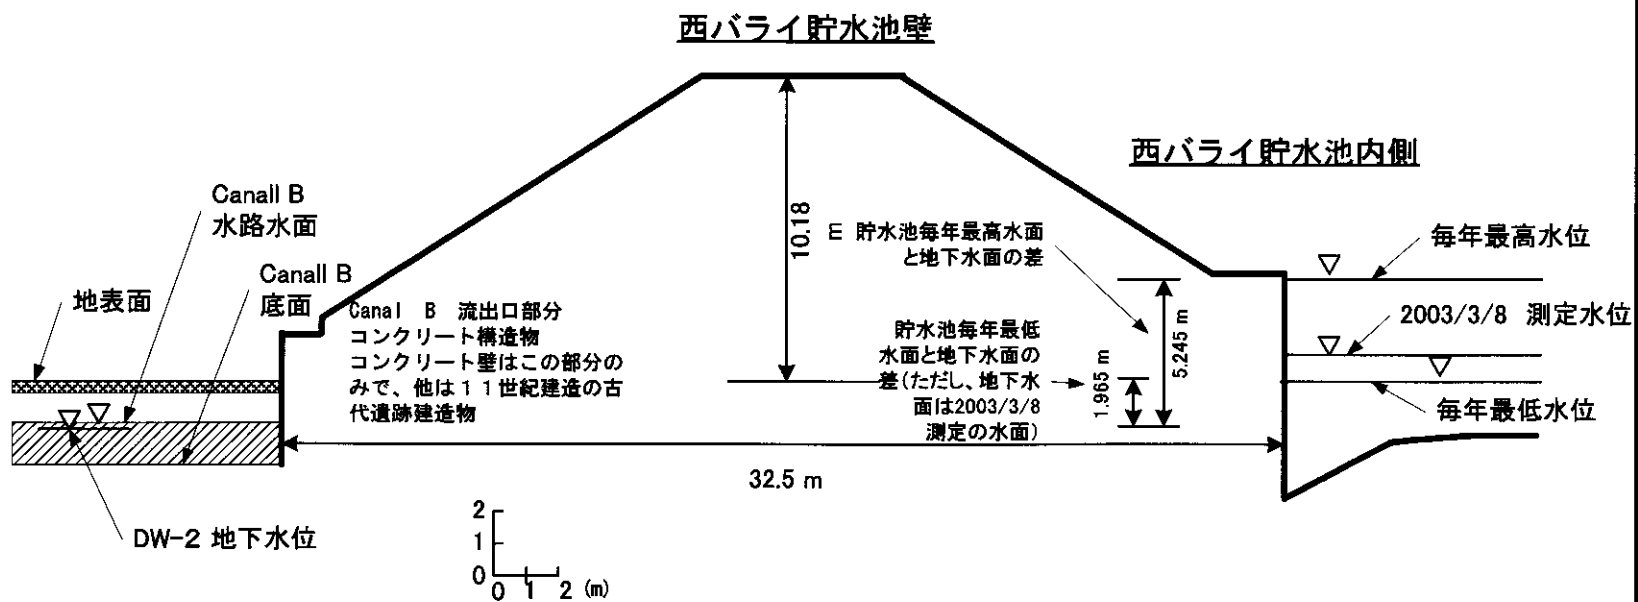 西バライ貯水池壁
西バライ貯水池内側
Canall B
水路水面
Canall B
底面
地表面
Canal B 流出口部分
コンクリート構造物
コンクリート壁はこの部分の
みで、他は11世紀建造の古
代遺跡建造物
10.18
m
貯水池毎年最高水面
と地下水面の差
貯水池毎年最低
水面と地下水面の
差(ただし、地下水
面は2003/3/8
測定の水面)
1.965 m
5.245 m
毎年最高水位
2003/3/8 測定水位
毎年最低水位
32.5 m
DW-2 地下水位
2
1
0
0 1 2 (m)